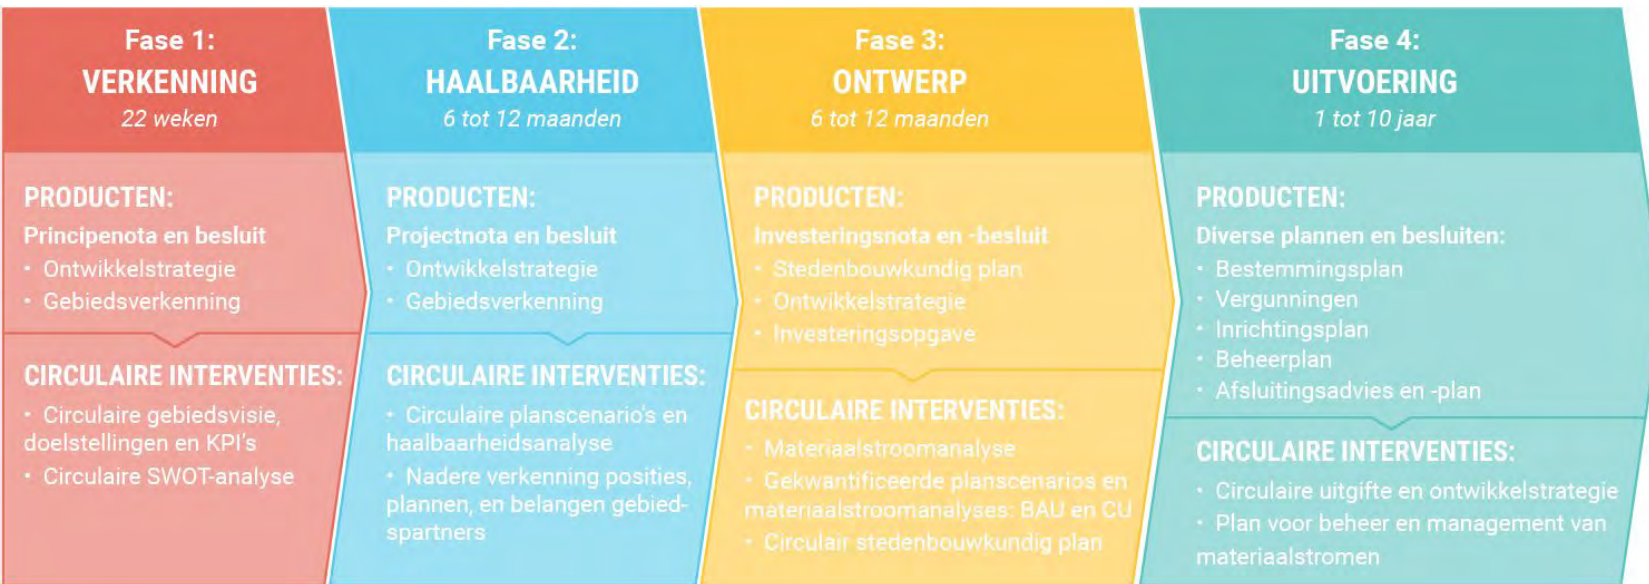 Fase 1:
VERKENNING
22 weken
PRODUCTEN:
Principenota en besluit
• Ontwikkelstrategie
• Gebiedsverkenning
CIRCULAIRE INTERVENTIES:
• Circulaire gebiedsvisie,
doelstellingen en KPI's
• Circulaire SWOT-analyse
Fase 2:
HAALBAARHEID
6 tot 12 maanden
PRODUCTEN:
Projectnota en besluit
• Ontwikkelstrategie
• Gebiedsverkenning
CIRCULAIRE INTERVENTIES:
• Circulaire planscenario's en
haalbaarheidsanalyse
• Nadere verkenning posities,
plannen, en belangen gebied-
spartners
Fase 3:
ONTWERP
6 tot 12 maanden
PRODUCTEN:
Investeringsnota en -besluit
• Stedenbouwkundig plan
• Ontwikkelstrategie
• Investeringsopgave
CIRCULAIRE INTERVENTIES:
• Materiaalstroomanalyse
• Gekwantificeerde planscenarios en
materiaalstroomanalyses: BAU en CU
• Circulair stedenbouwkundig plan
Fase 4:
UITVOERING
1 tot 10 jaar
PRODUCTEN:
Diverse plannen en besluiten:
• Bestemmingsplan
• Vergunningen
• Inrichtingsplan
• Beheerplan
• Afsluitingsadvies en -plan
CIRCULAIRE INTERVENTIES:
• Circulaire uitgifte en ontwikkelstrategie
• Plan voor beheer en management van
materiaalstromen